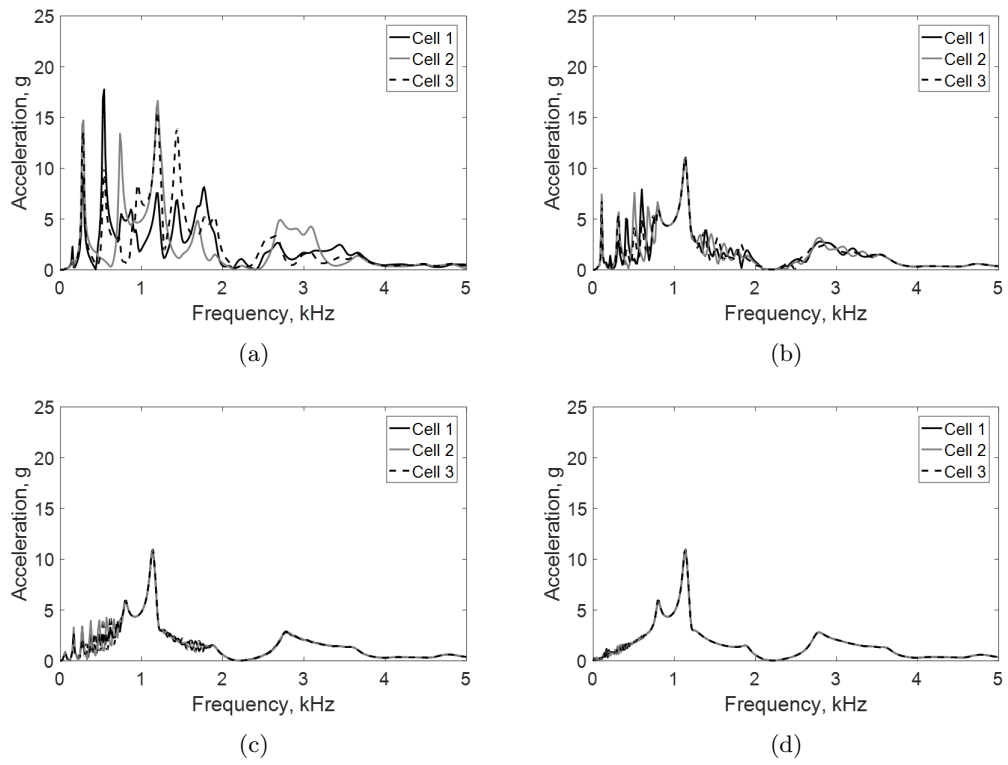 25
20
15
10
5
0
Acceleration, g
Cell 1
Cell 2
Cell 3
0 1 2 3 4 5
Frequency, kHz
(a)
25
20
15
10
5
0
Acceleration, g
Cell 1
Cell 2
Cell 3
0 1 2 3 4 5
Frequency, kHz
(b)
25
20
15
10
5
0
Acceleration, g
Cell 1
Cell 2
Cell 3
0 1 2 3 4 5
Frequency, kHz
(c)
25
20
15
10
5
0
Acceleration, g
Cell 1
Cell 2
Cell 3
0 1 2 3 4 5
Frequency, kHz
(d)